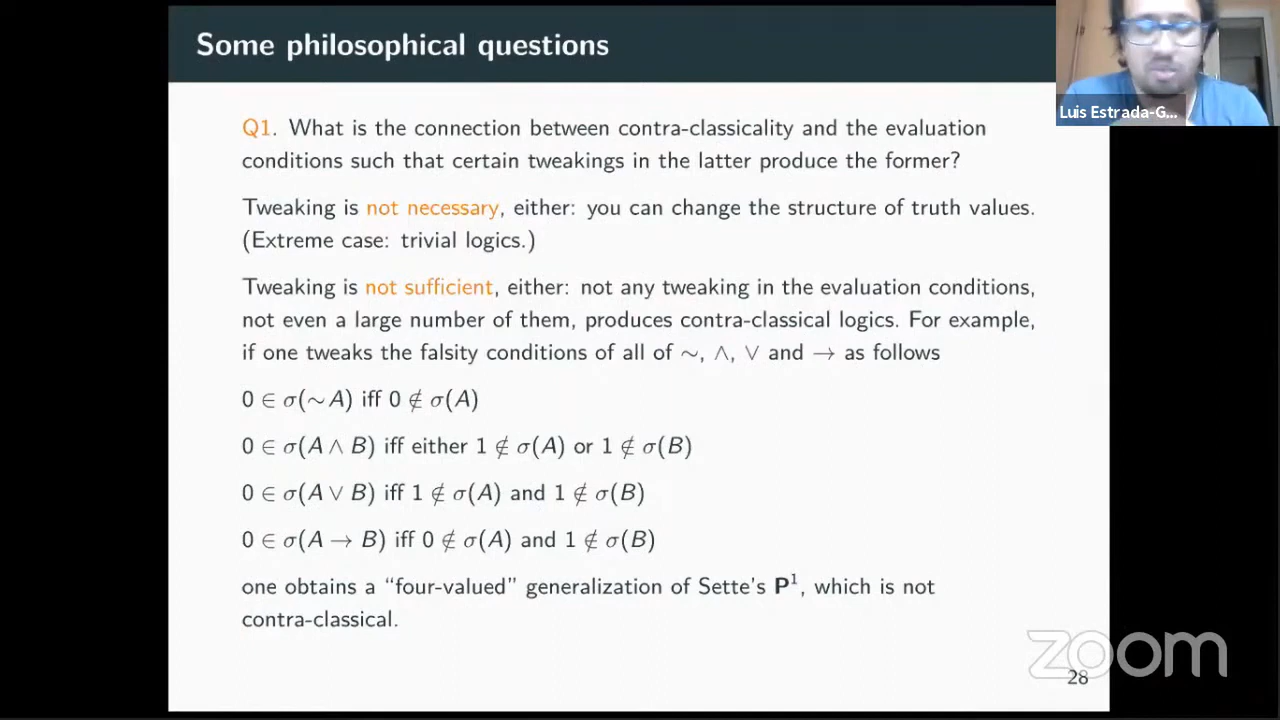 Some philosophical questions
Luis Estrada-G...
Q1. What is the connection between contra-classicality and the evaluation
conditions such that certain tweakings in the latter produce the former?
Tweaking is not necessary, either: you can change the structure of truth values.
(Extreme case: trivial logics.)
Tweaking is not sufficient, either: not any tweaking in the evaluation conditions,
not even a large number of them, produces contra-classical logics. For example,
if one tweaks the falsity conditions of all of ∼, ∧, ∨ and → as follows
0 ∈ σ(∼A) iff 0 ∉ σ(A)
0 ∈ σ(A ∧ B) iff either 1 ∉ σ(A) or 1 ∉ σ(B)
0 ∈ σ(A ∨ B) iff 1 ∉ σ(A) and 1 ∉ σ(B)
0 ∈ σ(A → B) iff 0 ∉ σ(A) and 1 ∉ σ(B)
one obtains a “four-valued” generalization of Sette's P¹, which is not
contra-classical.
zoom
28